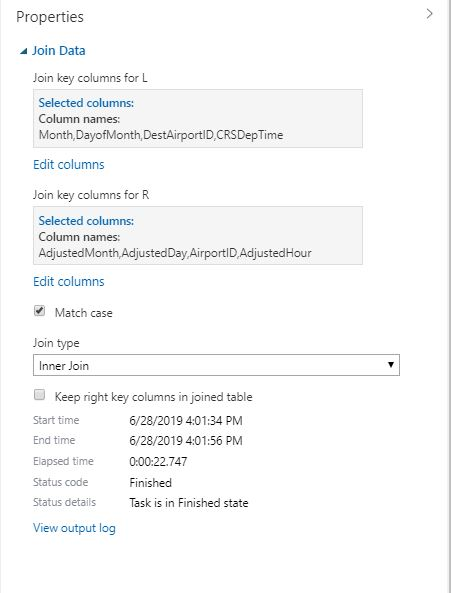 Properties
Join Data
Join key columns for L
Selected columns:
Column names:
Month,DayofMonth,DestAirportID,CRSDepTime
Edit columns
Join key columns for R
Selected columns:
Column names:
AdjustedMonth,AdjustedDay,AirportID,AdjustedHour
Edit columns
Match case
Join type
Inner Join
Keep right key columns in joined table
Start time 6/28/2019 4:01:34 PM
End time 6/28/2019 4:01:56 PM
Elapsed time 0:00:22.747
Status code Finished
Status details Task is in Finished state
View output log